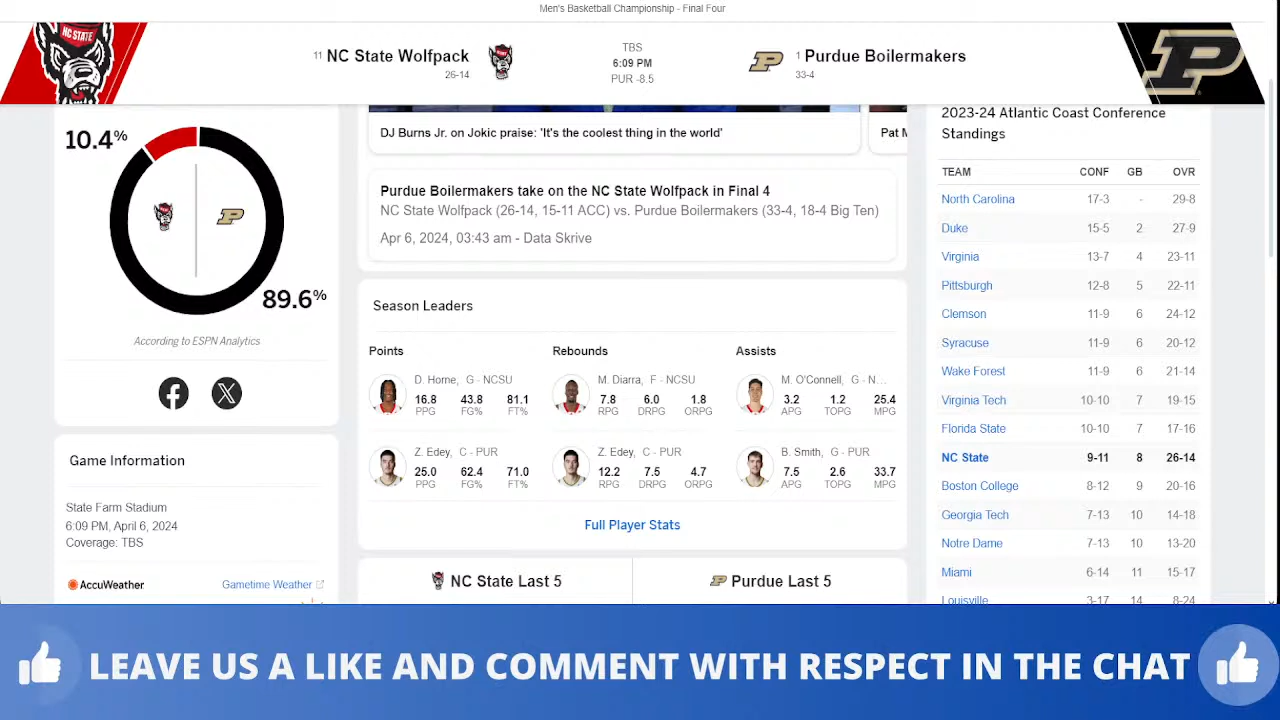 Men's Basketball Championship - Final Four
NC STATE
11 NC State Wolfpack
26-14
TBS
6:09 PM
PUR -8.5
P
1 Purdue Boilermakers
33-4
P
10.4%
P
89.6%
According to ESPN Analytics
Game Information
State Farm Stadium
6:09 PM, April 6, 2024
Coverage: TBS
AccuWeather
Gametime Weather
DJ Burns Jr. on Jokic praise: 'It's the coolest thing in the world'
Pat M
Purdue Boilermakers take on the NC State Wolfpack in Final 4
NC State Wolfpack (26-14, 15-11 ACC) vs. Purdue Boilermakers (33-4, 18-4 Big Ten)
Apr 6, 2024, 03:43 am - Data Skrive
Season Leaders
Points
Rebounds
Assists
D. Horne, G - NCSU
16.8 43.8 81.1
PPG FG% FT%
M. Diarra, F - NCSU
7.8 6.0 1.8
RPG DRPG ORPG
M. O'Connell, G - N...
3.2 1.2 25.4
APG TOPG MPG
Z. Edey, C - PUR
25.0 62.4 71.0
PPG FG% FT%
Z. Edey, C - PUR
12.2 7.5 4.7
RPG DRPG ORPG
B. Smith, G - PUR
7.5 2.6 33.7
APG TOPG MPG
Full Player Stats
NC State Last 5
P Purdue Last 5
2023-24 Atlantic Coast Conference
Standings
TEAM CONF GB OVR
North Carolina 17-3 - 29-8
Duke 15-5 2 27-9
Virginia 13-7 4 23-11
Pittsburgh 12-8 5 22-11
Clemson 11-9 6 24-12
Syracuse 11-9 6 20-12
Wake Forest 11-9 6 21-14
Virginia Tech 10-10 7 19-15
Florida State 10-10 7 17-16
NC State 9-11 8 26-14
Boston College 8-12 9 20-16
Georgia Tech 7-13 10 14-18
Notre Dame 7-13 10 13-20
Miami 6-14 11 15-17
Louisville 3-17 14 8-24
LEAVE US A LIKE AND COMMENT WITH RESPECT IN THE CHAT